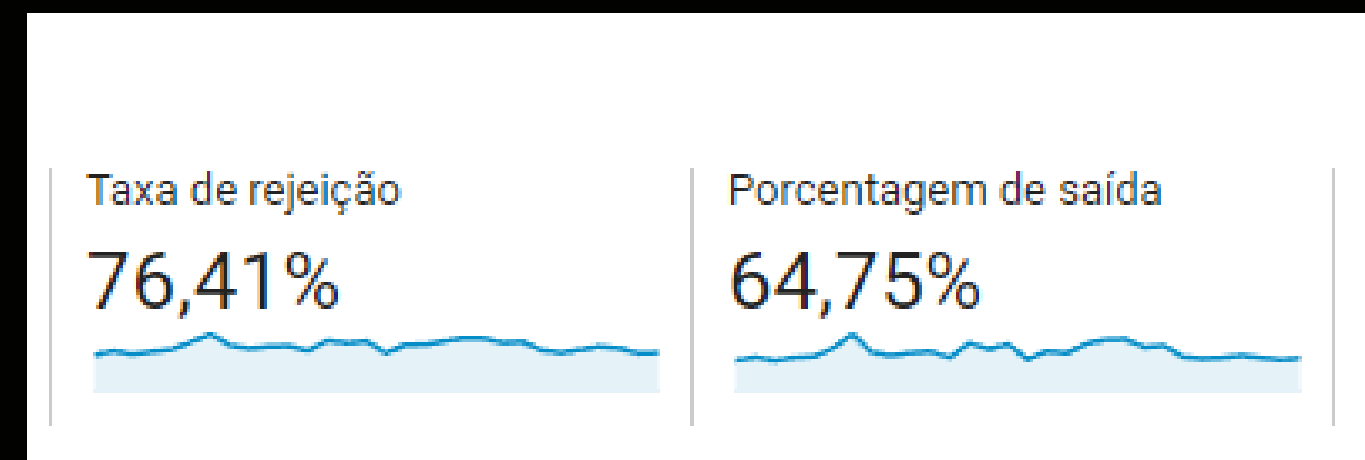 Taxa de rejeição
76,41%
Porcentagem de saída
64,75%